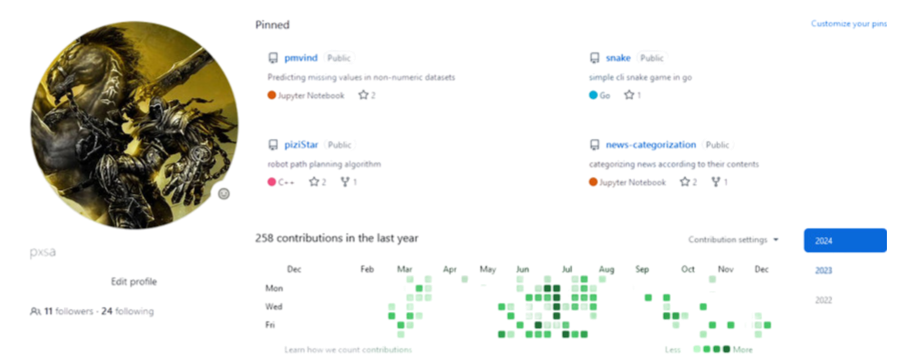 Pinned
Customize your pins
pmvind Public
Predicting missing values in non-numeric datasets
Jupyter Notebook 2
snake Public
simple cli snake game in go
Go 1
piziStar Public
robot path planning algorithm
C++ 2 1
news-categorization Public
categorizing news according to their contents
Jupyter Notebook 2 1
pxsa
Edit profile
11 followers · 24 following
258 contributions in the last year
Contribution settings
2024
2023
2022
Dec Feb Mar Apr May Jun Jul Aug Sep Oct Nov Dec
Mon
Wed
Fri
Learn how we count contributions
Less More